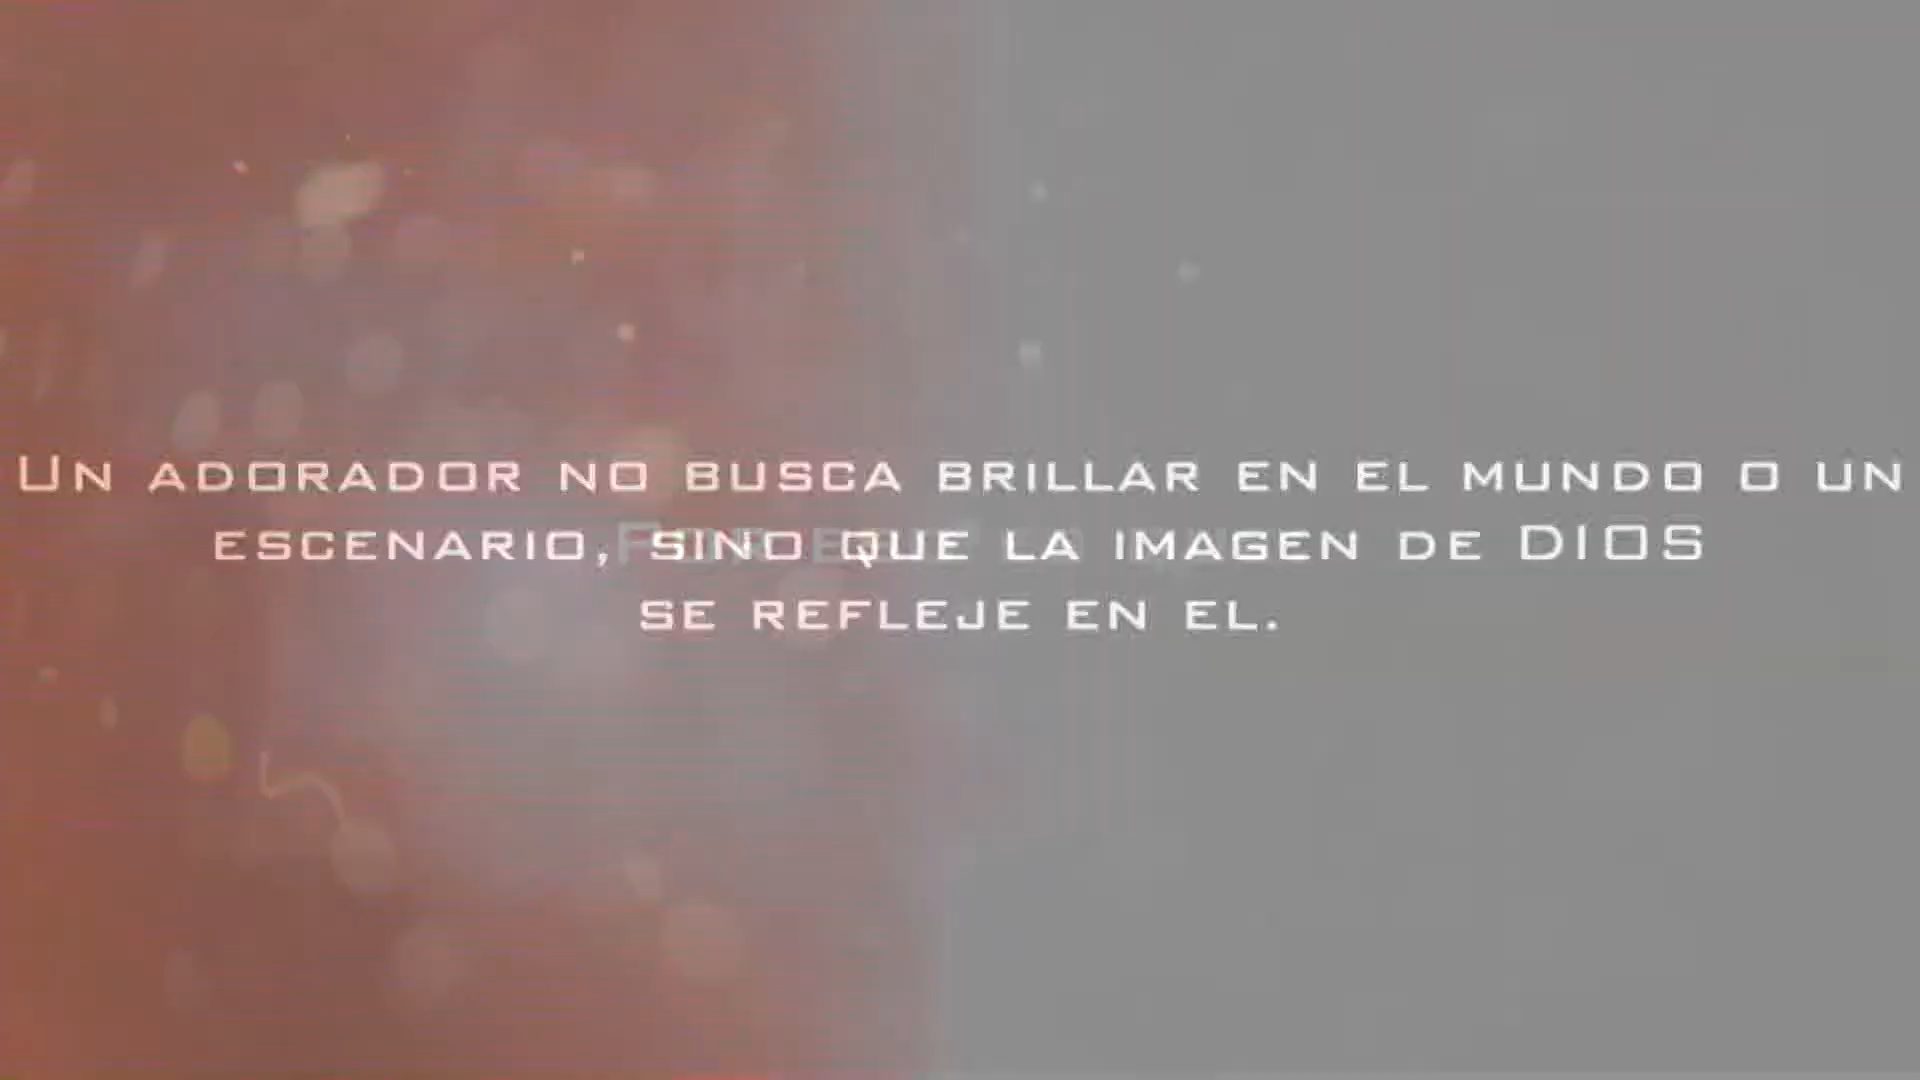 Un adorador no busca brillar en el mundo o un
escenario, sino que la imagen de DIOS
se refleje en el.